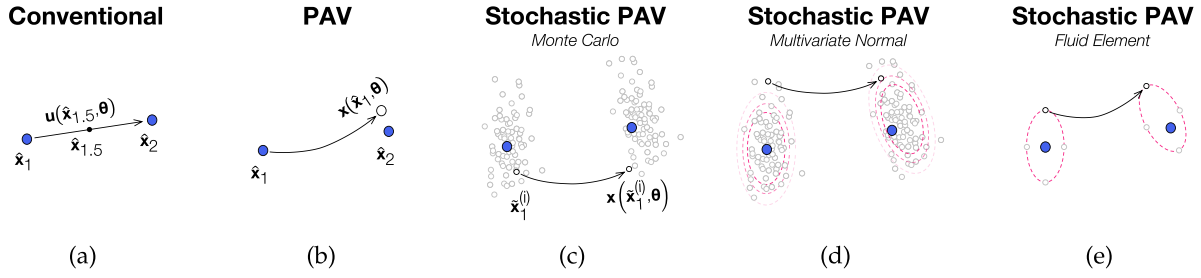 Conventional
u(x̂₁.₅,θ)
x̂₁.₅
x̂₁
x̂₂
(a)
PAV
x(x̂₁,θ)
x̂₁
x̂₂
(b)
Stochastic PAV
Monte Carlo
x̃₁⁽ⁱ⁾
x(x̃₁⁽ⁱ⁾,θ)
(c)
Stochastic PAV
Multivariate Normal
(d)
Stochastic PAV
Fluid Element
(e)